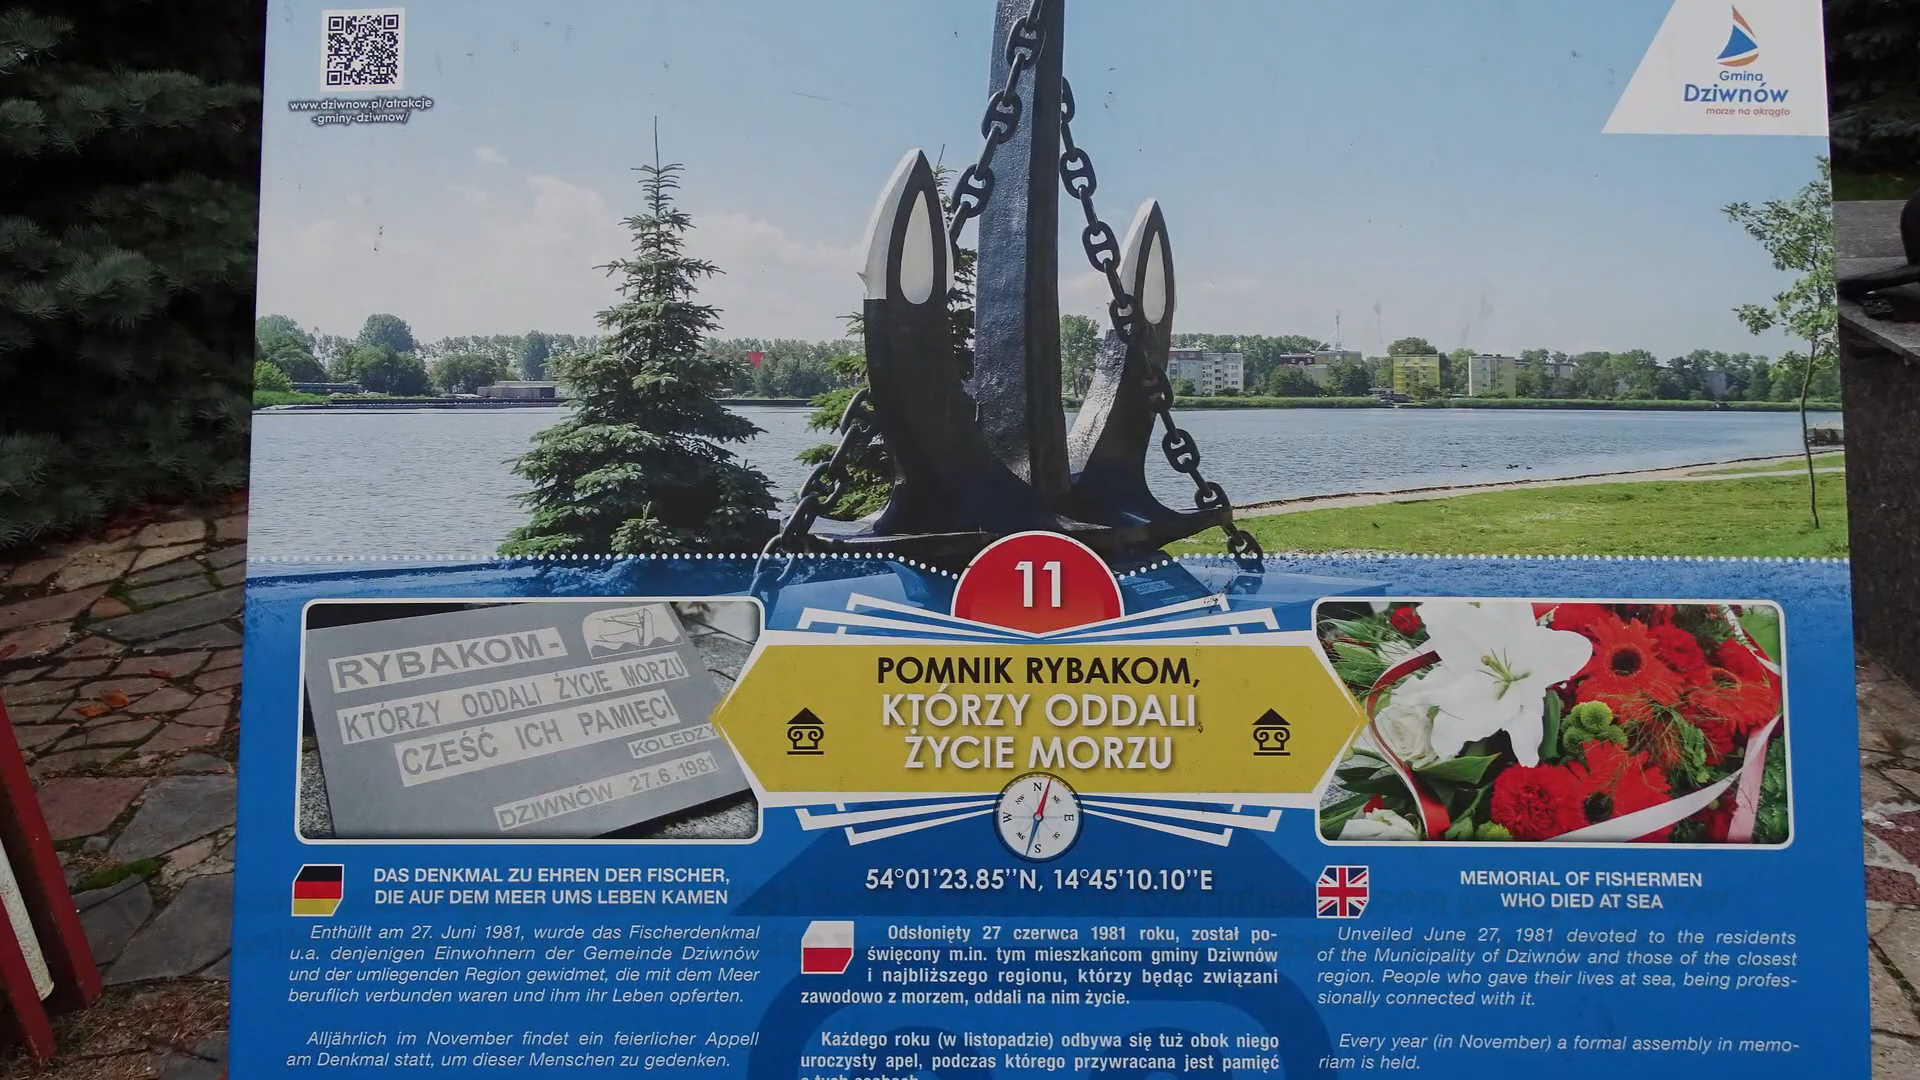 www.dziwnow.pl/atrakcje
-gminy-dziwnow/
Gmina
Dziwnów
morze na okrągło
11
RYBAKOM-
KTÓRZY ODDALI ŻYCIE MORZU
CZEŚĆ ICH PAMIĘCI
KOLEDZY
DZIWNÓW 27.6.1981
POMNIK RYBAKOM,
KTÓRZY ODDALI
ŻYCIE MORZU
N
NE
E
SE
S
W
NW
54°01'23.85''N, 14°45'10.10''E
DAS DENKMAL ZU EHREN DER FISCHER,
DIE AUF DEM MEER UMS LEBEN KAMEN
Enthüllt am 27. Juni 1981, wurde das Fischerdenkmal
u.a. denjenigen Einwohnern der Gemeinde Dziwnów
und der umliegenden Region gewidmet, die mit dem Meer
beruflich verbunden waren und ihm ihr Leben opferten.
Alljährlich im November findet ein feierlicher Appell
am Denkmal statt, um dieser Menschen zu gedenken.
Odsłonięty 27 czerwca 1981 roku, został po-
święcony m.in. tym mieszkańcom gminy Dziwnów
i najbliższego regionu, którzy będąc związani
zawodowo z morzem, oddali na nim życie.
Każdego roku (w listopadzie) odbywa się tuż obok niego
uroczysty apel, podczas którego przywracana jest pamięć
MEMORIAL OF FISHERMEN
WHO DIED AT SEA
Unveiled June 27, 1981 devoted to the residents
of the Municipality of Dziwnów and those of the closest
region. People who gave their lives at sea, being profes-
sionally connected with it.
Every year (in November) a formal assembly in memo-
riam is held.